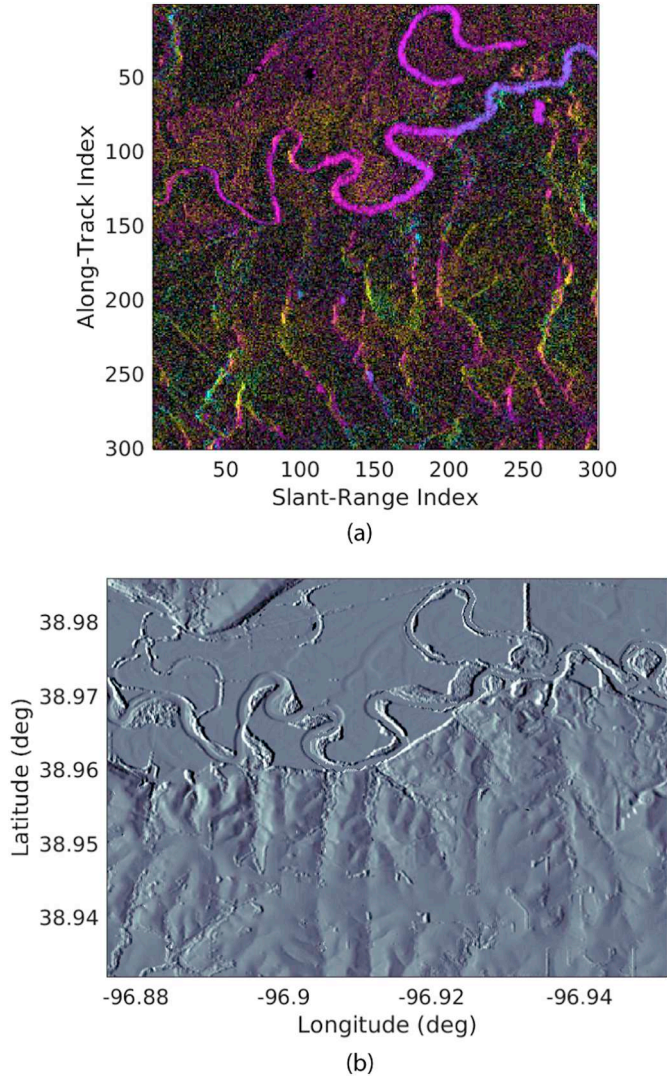 50
100
150
200
250
300
Along-Track Index
50 100 150 200 250 300
Slant-Range Index
(a)
38.98
38.97
38.96
38.95
38.94
Latitude (deg)
-96.88 -96.9 -96.92 -96.94
Longitude (deg)
(b)